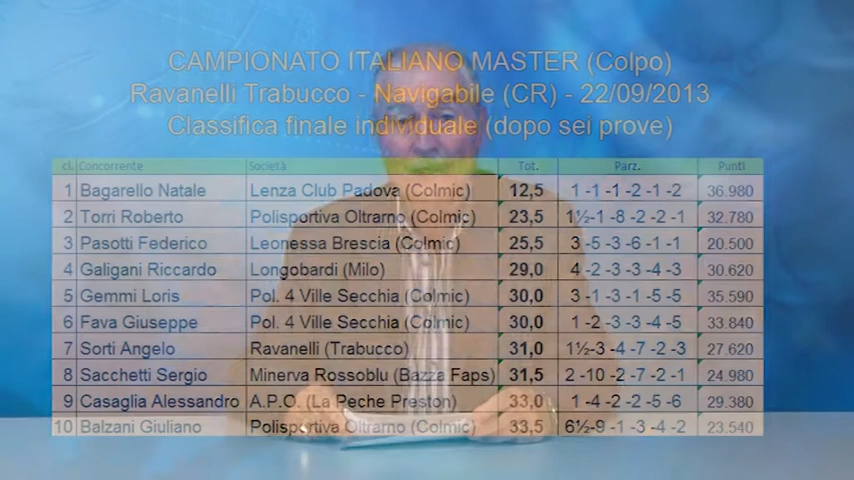 CAMPIONATO ITALIANO MASTER (Colpo)
Ravanelli Trabucco - Navigabile (CR) - 22/09/2013
Classifica finale individuale (dopo sei prove)
cl. Concorrente Società Tot. Parz. Punti
1 Bagarello Natale Lenza Club Padova (Colmic) 12,5 1 -1 -1 -2 -1 -2 36.980
2 Torri Roberto Polisportiva Oltrarno (Colmic) 23,5 1½-1 -8 -2 -2 -1 32.780
3 Pasotti Federico Leonessa Brescia (Colmic) 25,5 3 -5 -3 -6 -1 -1 20.500
4 Galigani Riccardo Longobardi (Milo) 29,0 4 -2 -3 -3 -4 -3 30.620
5 Gemmi Loris Pol. 4 Ville Secchia (Colmic) 30,0 3 -1 -3 -1 -5 -5 35.590
6 Fava Giuseppe Pol. 4 Ville Secchia (Colmic) 30,0 1 -2 -3 -3 -4 -5 33.840
7 Sorti Angelo Ravanelli (Trabucco) 31,0 1½-3 -4 -7 -2 -3 27.620
8 Sacchetti Sergio Minerva Rossoblu (Bazza Faps) 31,5 2 -10 -2 -7 -2 -1 24.980
9 Casaglia Alessandro A.P.O. (La Peche Preston) 33,0 1 -4 -2 -2 -5 -6 29.380
10 Balzani Giuliano Polisportiva Oltrarno (Colmic) 33,5 6½-9 -1 -3 -4 -2 23.540